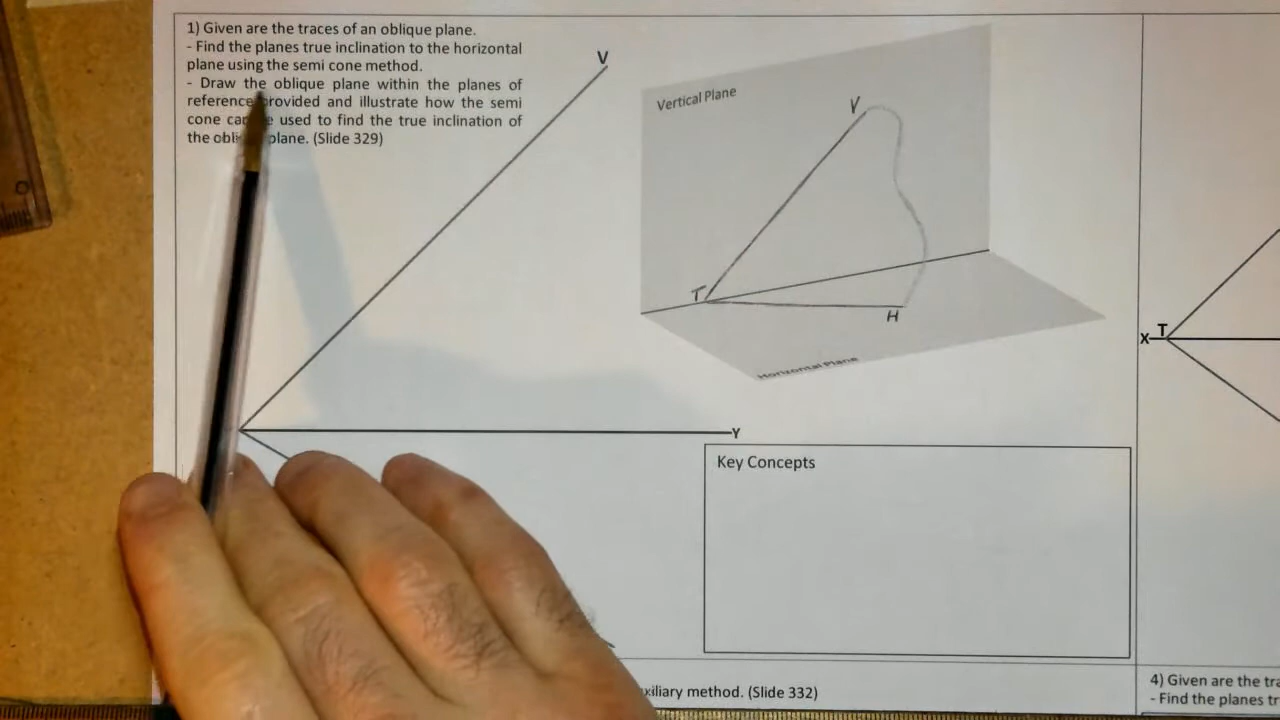 1) Given are the traces of an oblique plane.
- Find the planes true inclination to the horizontal
plane using the semi cone method.
- Draw the oblique plane within the planes of
reference provided and illustrate how the semi
cone can be used to find the true inclination of
the oblique plane. (Slide 329)
V
Vertical Plane
V
T
H
Horizontal Plane
X T
Y
Key Concepts
auxiliary method. (Slide 332)
4) Given are the
- Find the planes